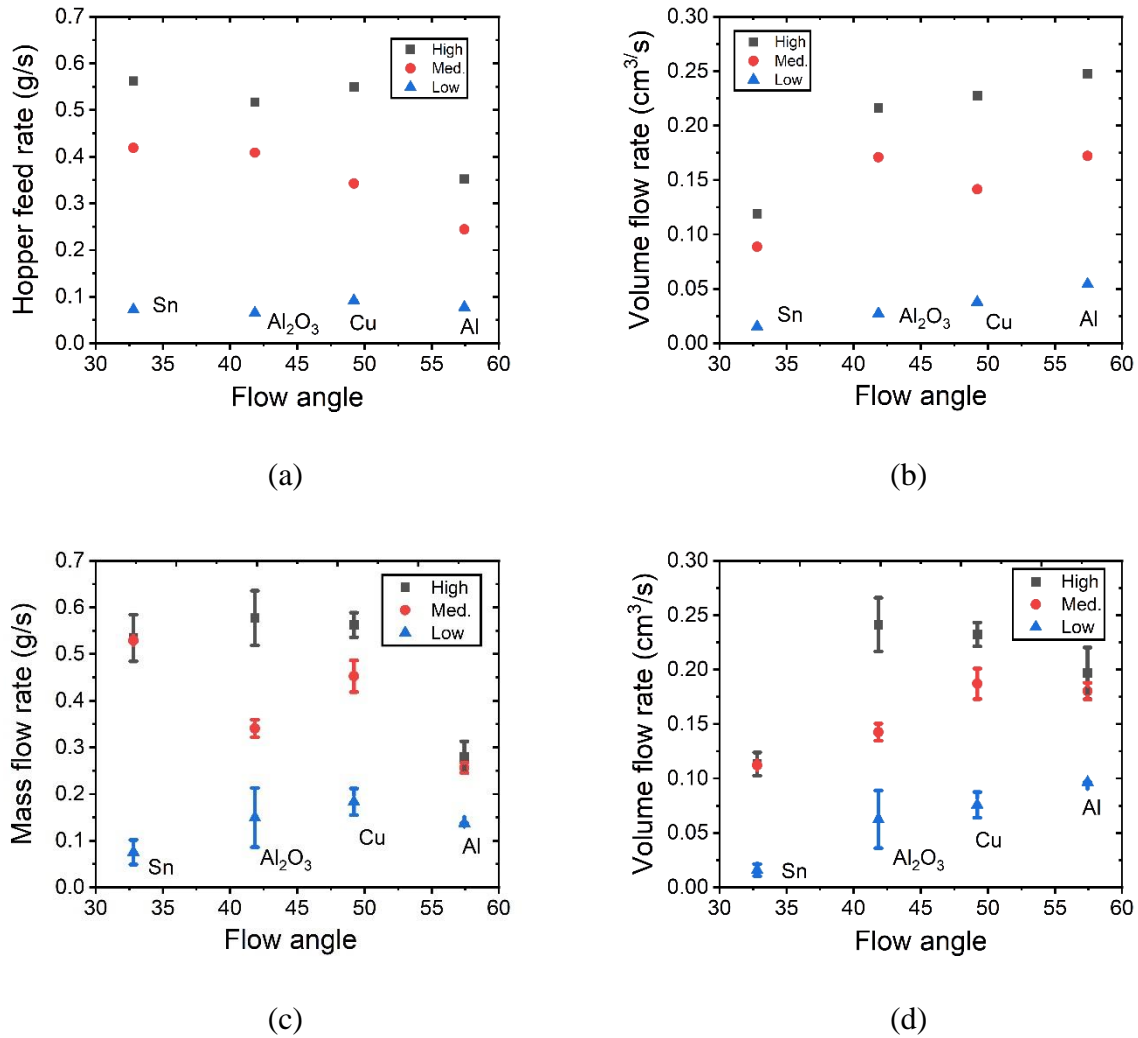 Hopper feed rate (g/s)
0.7
0.6
0.5
0.4
0.3
0.2
0.1
0.0
High
Med.
Low
Sn
Al₂O₃
Cu
Al
30 35 40 45 50 55 60
Flow angle
(a)
Volume flow rate (cm³/s)
0.30
0.25
0.20
0.15
0.10
0.05
0.00
High
Med.
Low
Sn
Al₂O₃
Cu
Al
30 35 40 45 50 55 60
Flow angle
(b)
Mass flow rate (g/s)
0.7
0.6
0.5
0.4
0.3
0.2
0.1
0.0
High
Med.
Low
Sn
Al₂O₃
Cu
Al
30 35 40 45 50 55 60
Flow angle
(c)
Volume flow rate (cm³/s)
0.30
0.25
0.20
0.15
0.10
0.05
0.00
High
Med.
Low
Sn
Al₂O₃
Cu
Al
30 35 40 45 50 55 60
Flow angle
(d)